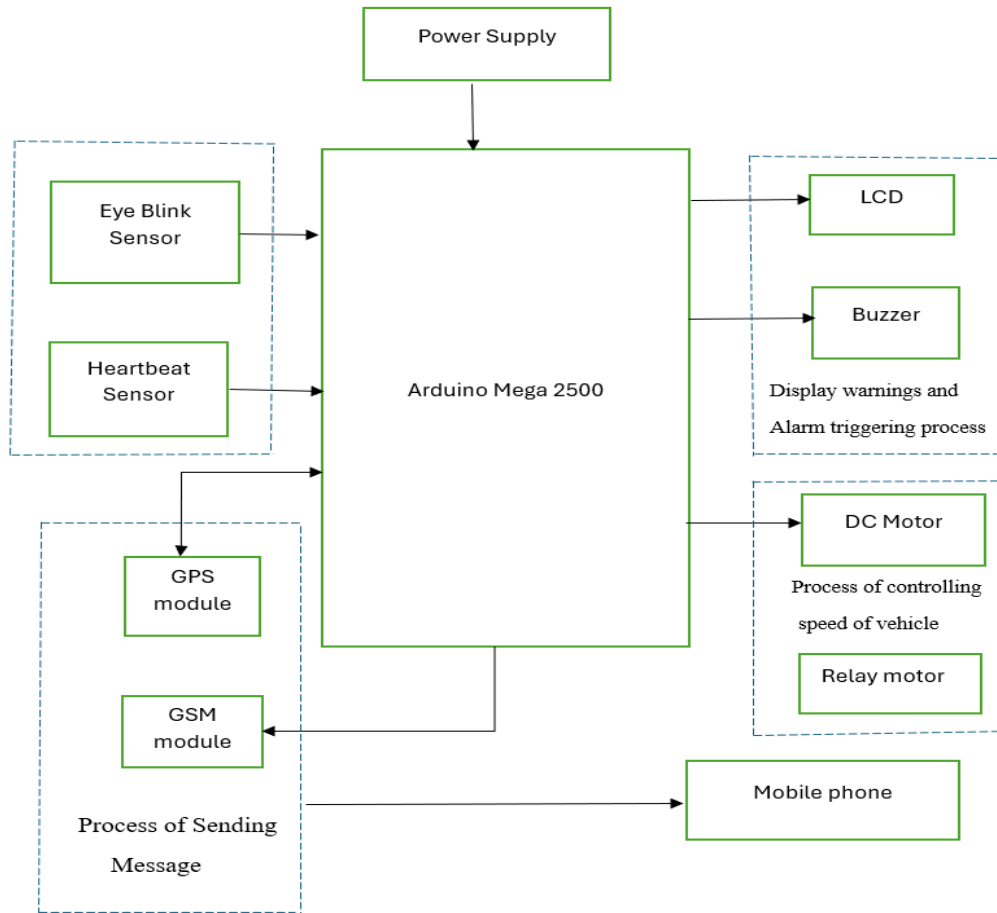 Power Supply
Eye Blink
Sensor
Heartbeat
Sensor
Arduino Mega 2500
LCD
Buzzer
Display warnings and
Alarm triggering process
DC Motor
Process of controlling
speed of vehicle
Relay motor
GPS
module
GSM
module
Process of Sending
Message
Mobile phone